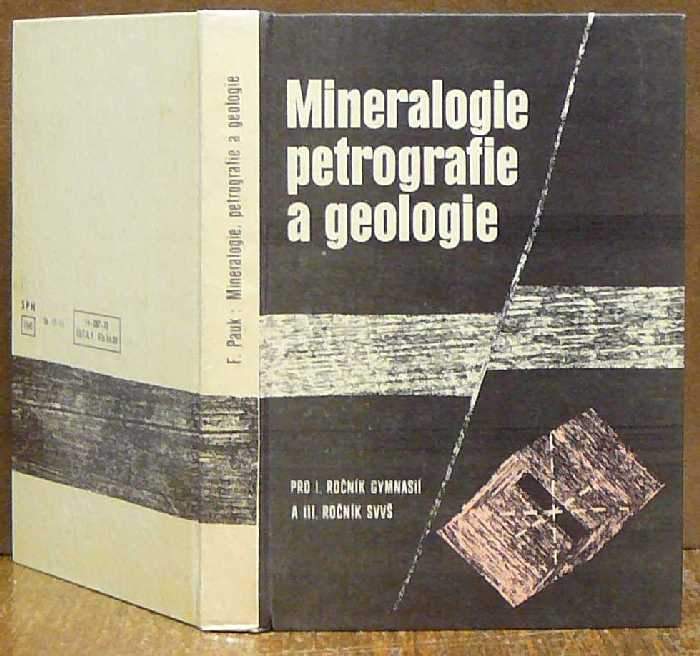 Mineralogie
petrografie
a geologie
PRO I. ROČNÍK GYMNASIÍ
A III. ROČNÍK SVVŠ
F. Pauk · Mineralogie, petrografie a geologie
SPN